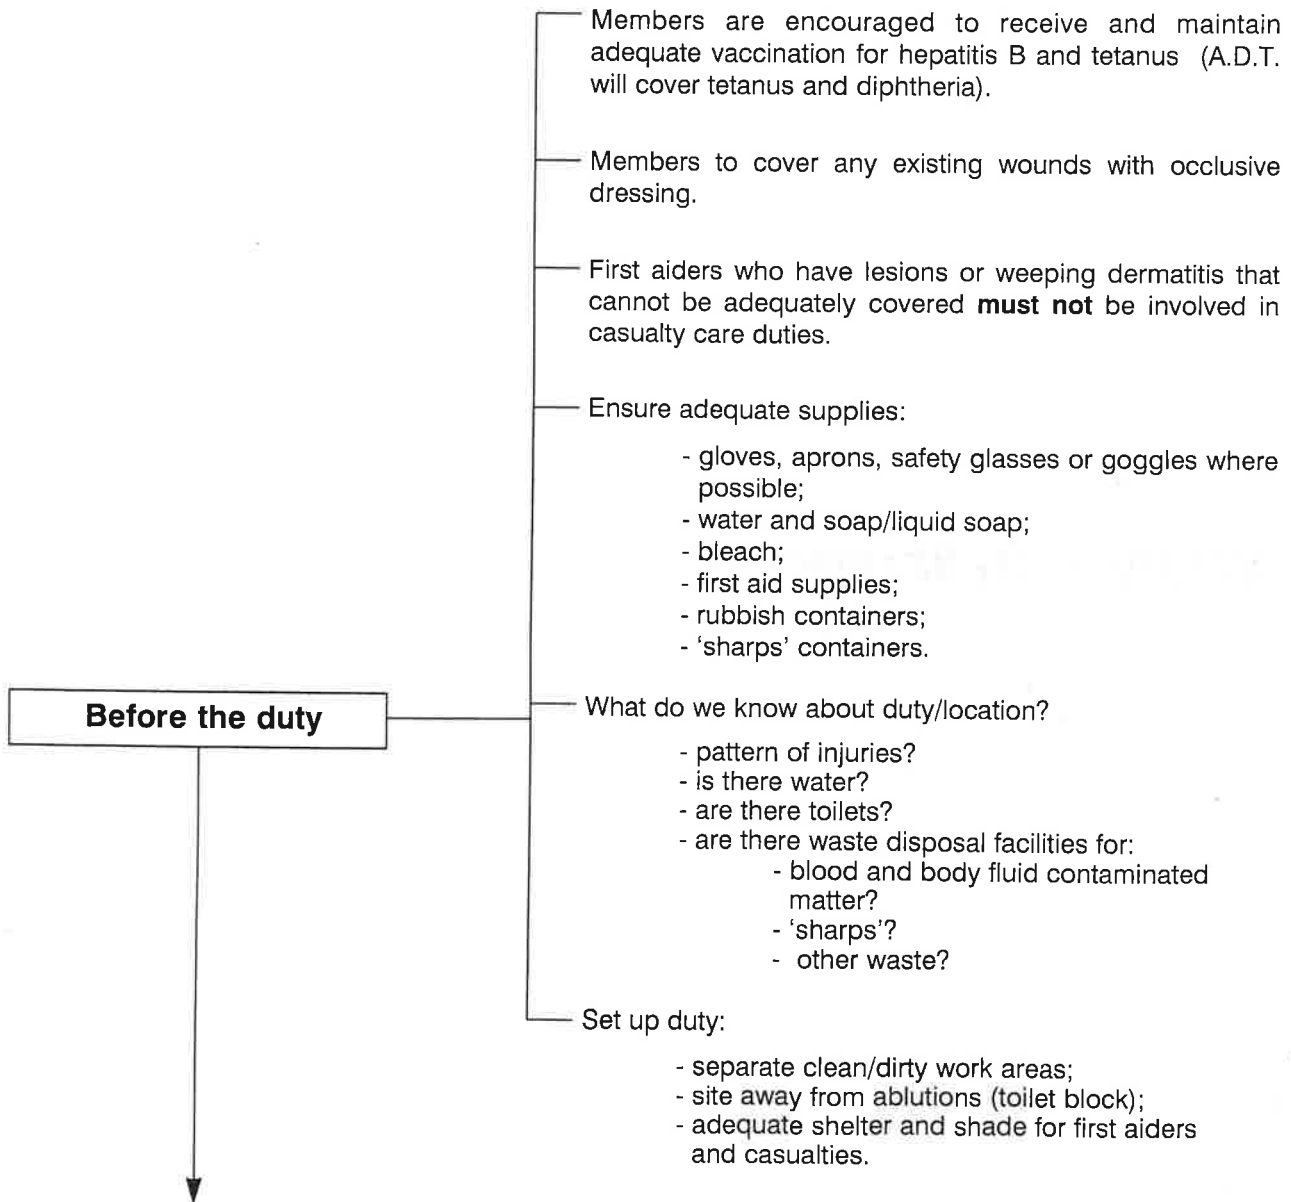 Members are encouraged to receive and maintain
adequate vaccination for hepatitis B and tetanus (A.D.T.
will cover tetanus and diphtheria).
Members to cover any existing wounds with occlusive
dressing.
First aiders who have lesions or weeping dermatitis that
cannot be adequately covered must not be involved in
casualty care duties.
Ensure adequate supplies:
- gloves, aprons, safety glasses or goggles where
possible;
- water and soap/liquid soap;
- bleach;
- first aid supplies;
- rubbish containers;
- ‘sharps’ containers.
Before the duty
What do we know about duty/location?
- pattern of injuries?
- is there water?
- are there toilets?
- are there waste disposal facilities for:
- blood and body fluid contaminated
matter?
- ‘sharps’?
- other waste?
Set up duty:
- separate clean/dirty work areas;
- site away from ablutions (toilet block);
- adequate shelter and shade for first aiders
and casualties.